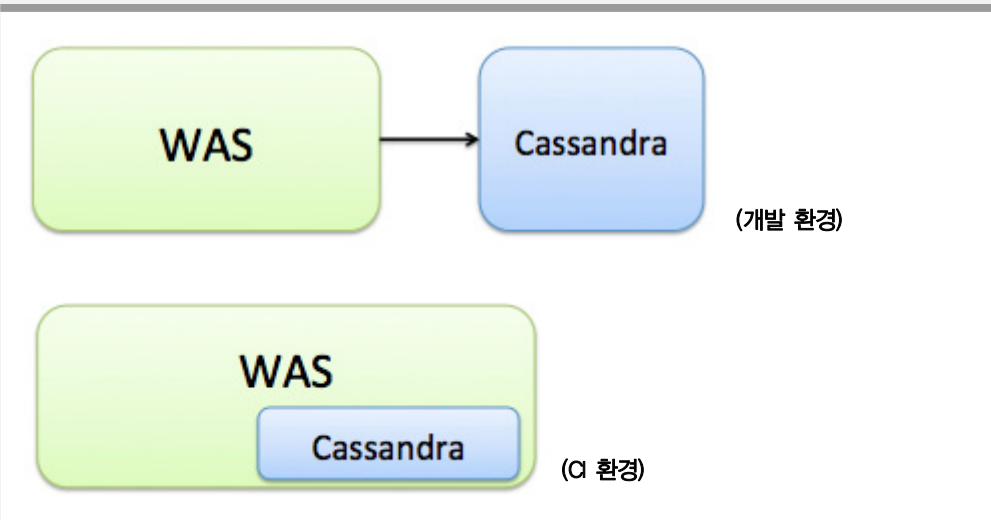 WAS
Cassandra
(개발 환경)
WAS
Cassandra
(CI 환경)